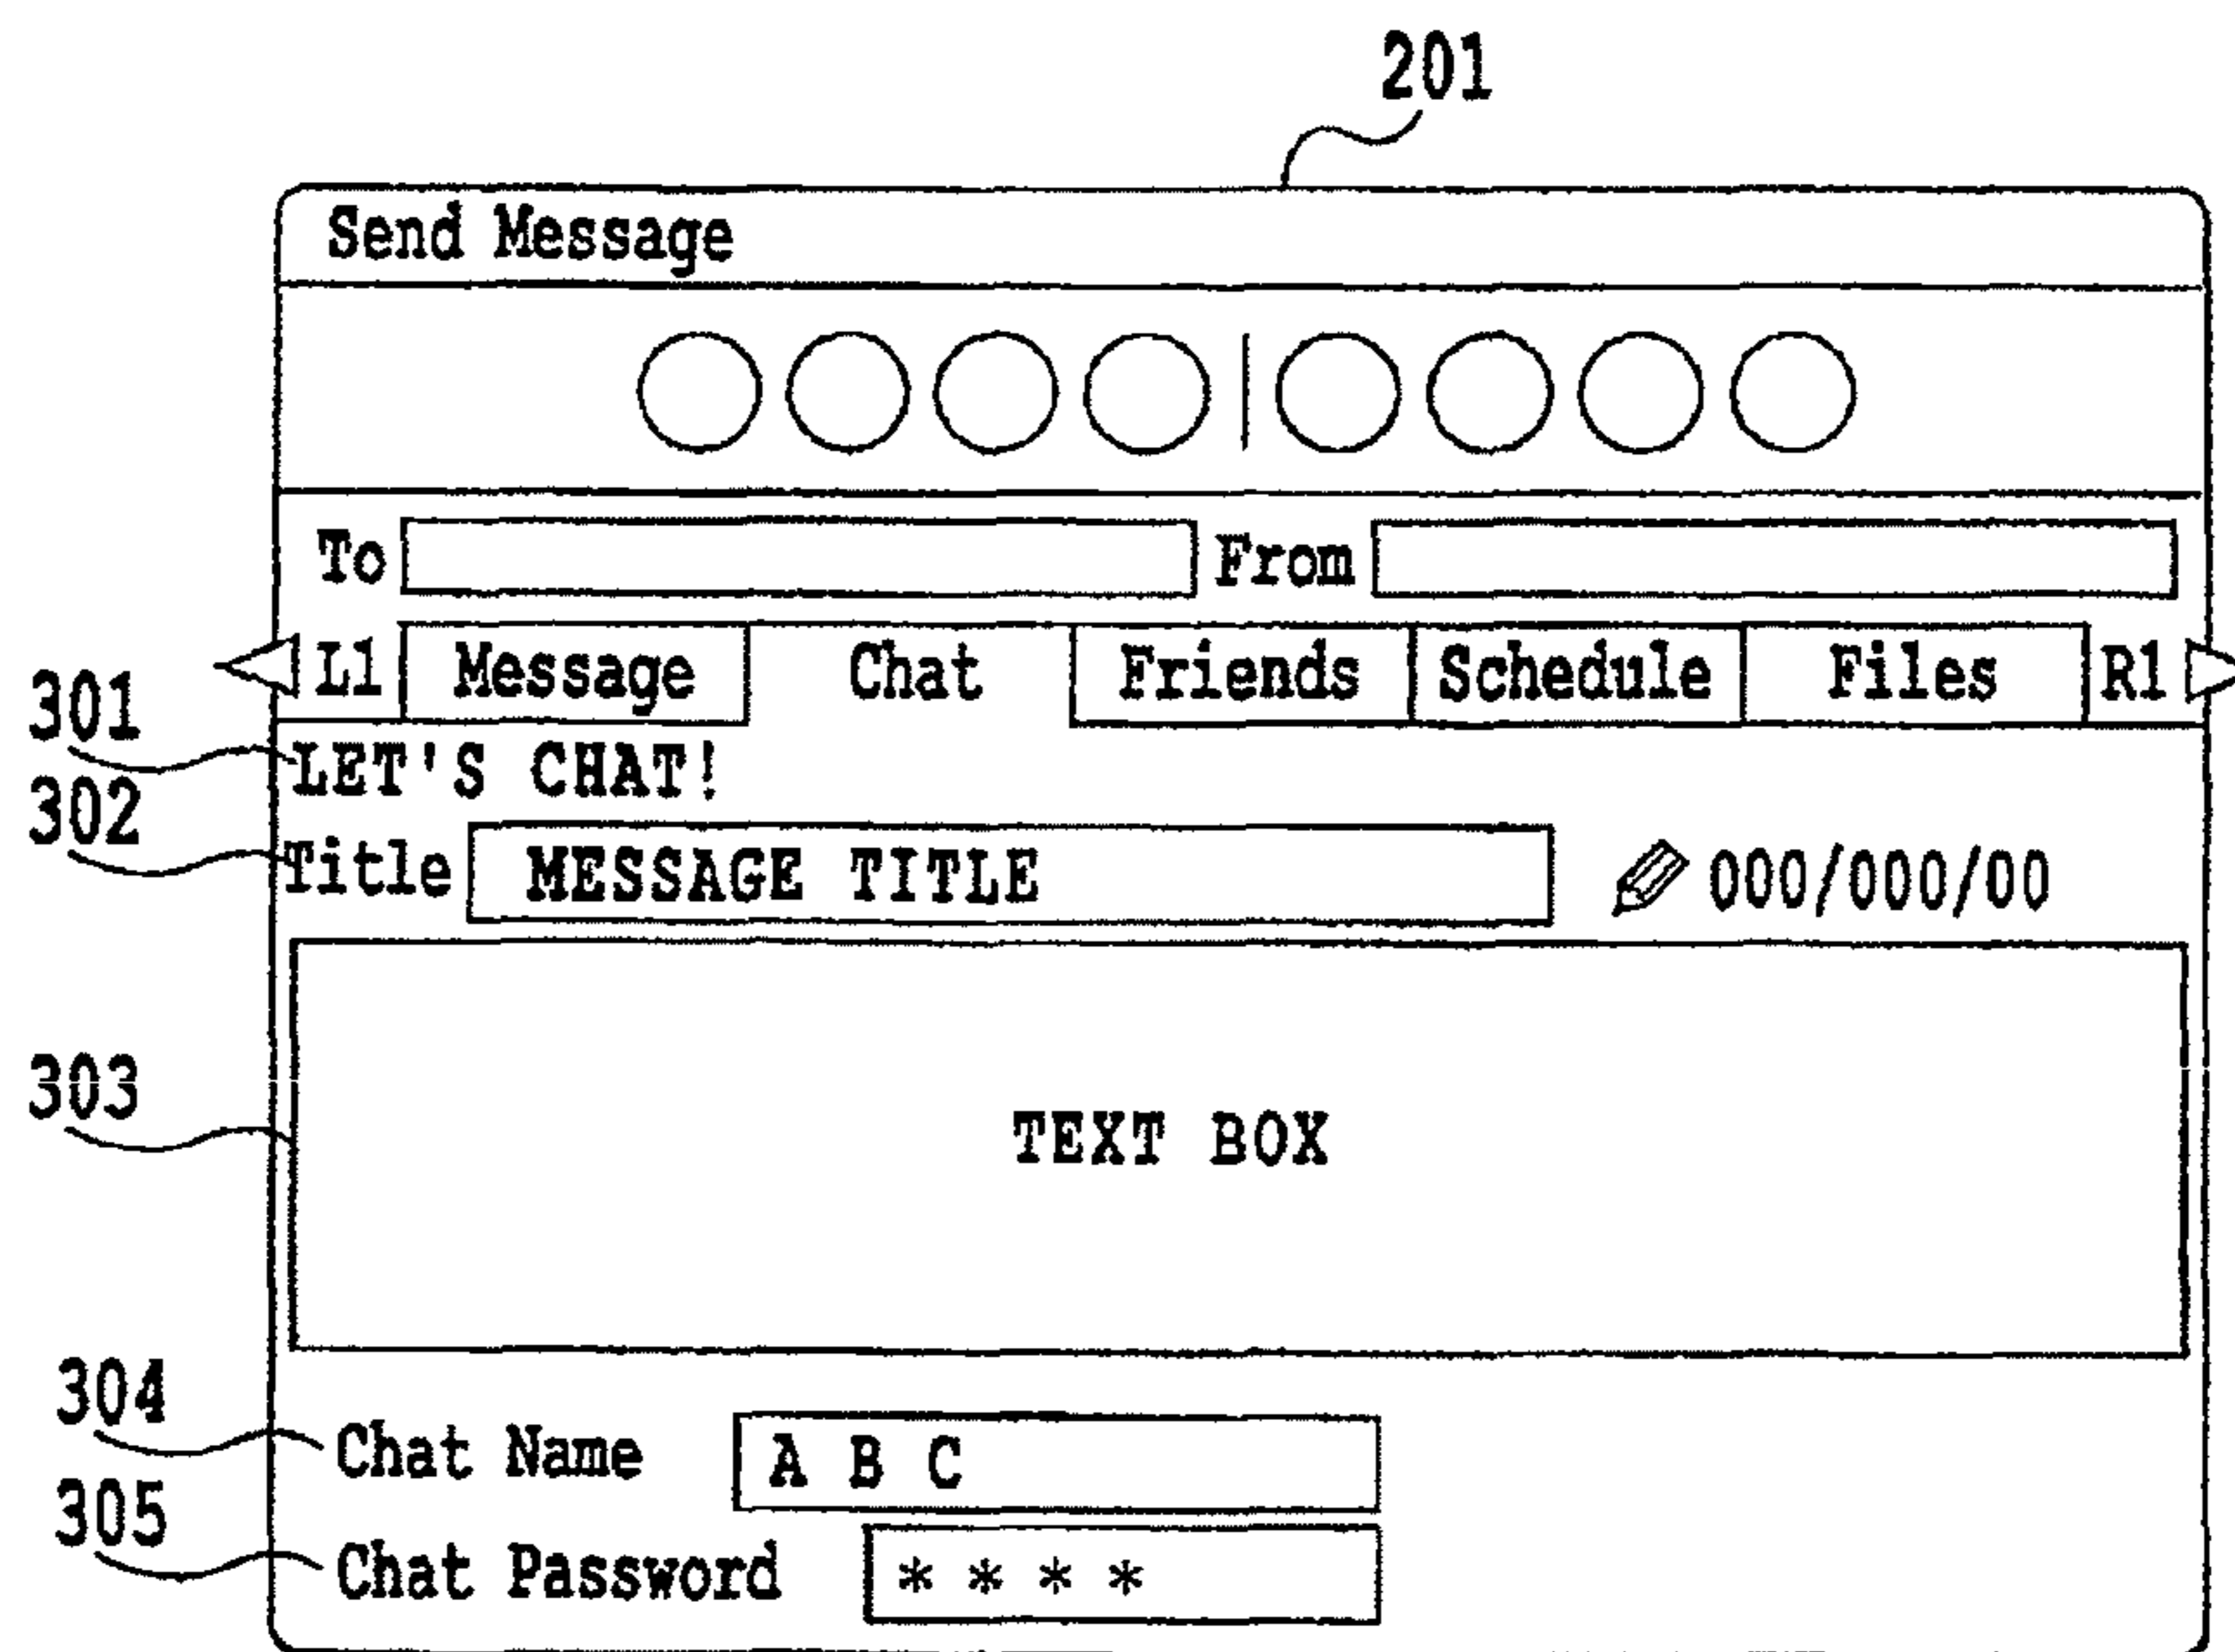 201
Send Message
To From
L1 Message Chat Friends Schedule Files R1
301
LET'S CHAT!
302
Title MESSAGE TITLE 000/000/00
303
TEXT BOX
304
Chat Name A B C
305
Chat Password * * * *